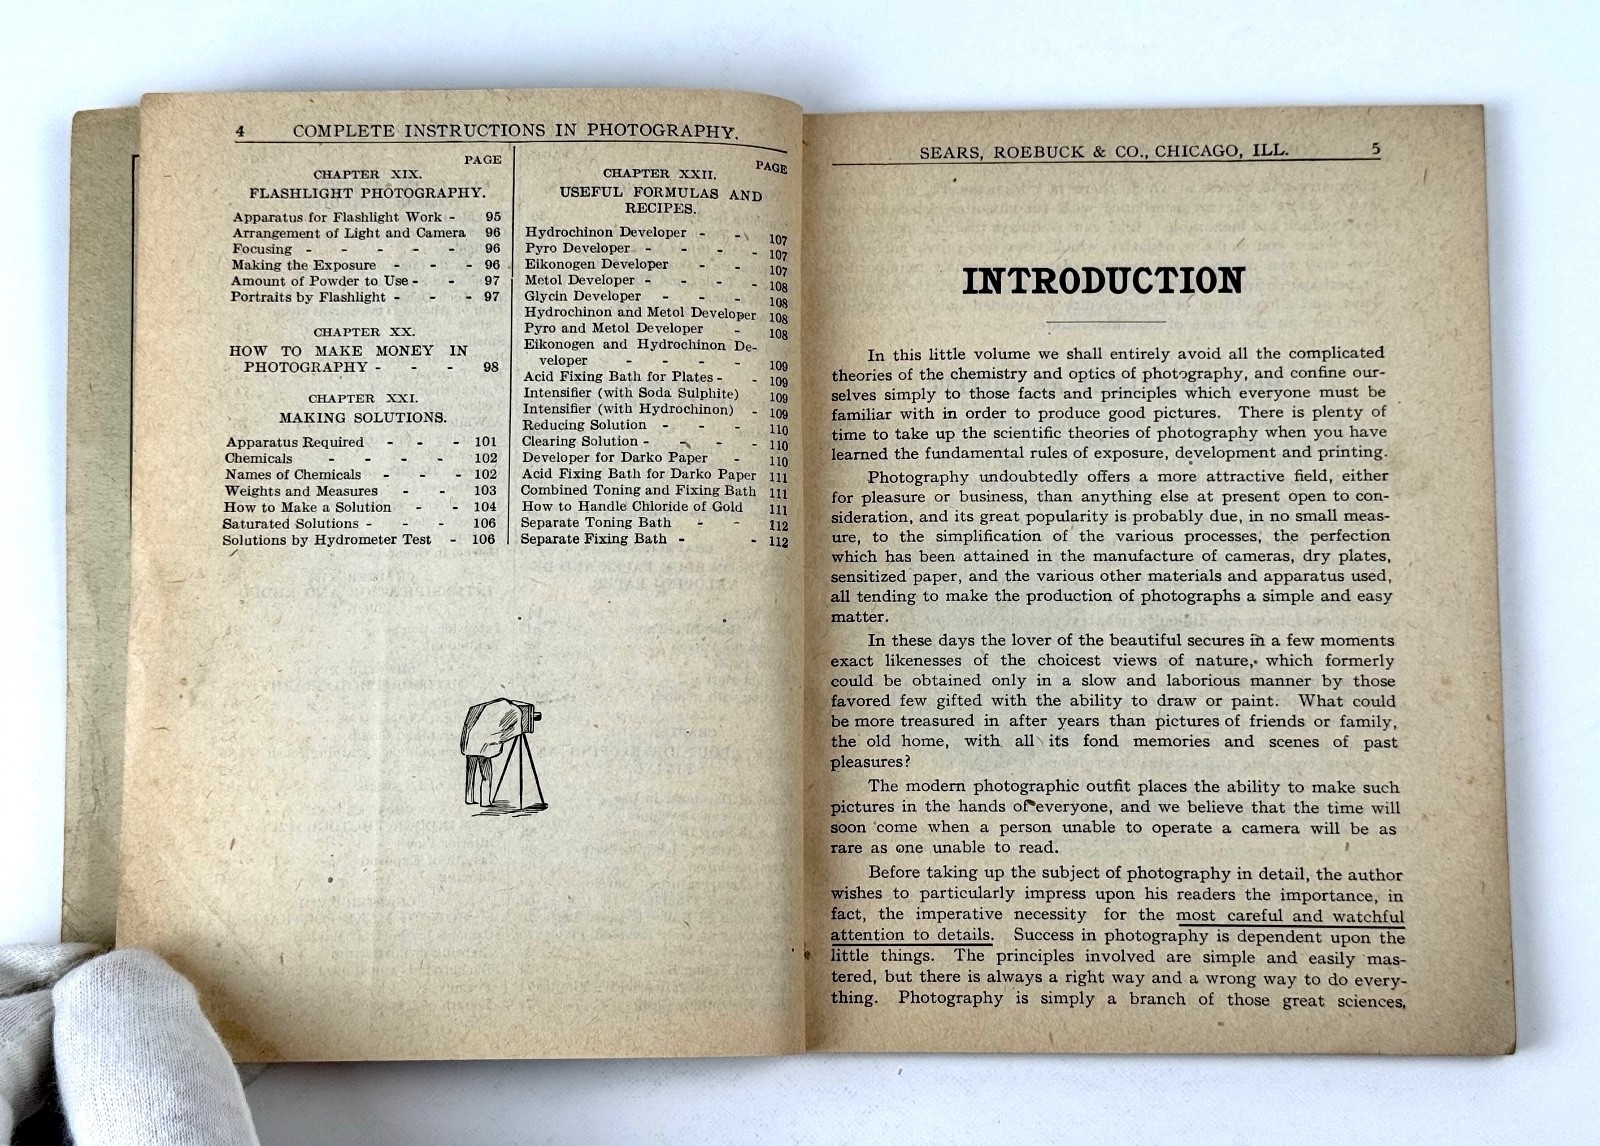 4 COMPLETE INSTRUCTIONS IN PHOTOGRAPHY.
PAGE
CHAPTER XIX.
FLASHLIGHT PHOTOGRAPHY.
Apparatus for Flashlight Work - 95
Arrangement of Light and Camera 96
Focusing - - - - - 96
Making the Exposure - - - 96
Amount of Powder to Use - - 97
Portraits by Flashlight - - - 97
CHAPTER XX.
HOW TO MAKE MONEY IN
PHOTOGRAPHY - - - 98
CHAPTER XXI.
MAKING SOLUTIONS.
Apparatus Required - - - 101
Chemicals - - - - 102
Names of Chemicals - - - 102
Weights and Measures - - 103
How to Make a Solution - - 104
Saturated Solutions - - - 106
Solutions by Hydrometer Test - 106
PAGE
CHAPTER XXII.
USEFUL FORMULAS AND
RECIPES.
Hydrochinon Developer - - 107
Pyro Developer - - - - 107
Eikonogen Developer - - 107
Metol Developer - - - - 108
Glycin Developer - - - 108
Hydrochinon and Metol Developer 108
Pyro and Metol Developer - 108
Eikonogen and Hydrochinon De-
veloper - - - - 109
Acid Fixing Bath for Plates - - 109
Intensifier (with Soda Sulphite) 109
Intensifier (with Hydrochinon) - 109
Reducing Solution - - - 110
Clearing Solution - - - - 110
Developer for Darko Paper - 110
Acid Fixing Bath for Darko Paper 111
Combined Toning and Fixing Bath 111
How to Handle Chloride of Gold 111
Separate Toning Bath - - 112
Separate Fixing Bath - - 112
SEARS, ROEBUCK & CO., CHICAGO, ILL. 5
INTRODUCTION
In this little volume we shall entirely avoid all the complicated
theories of the chemistry and optics of photography, and confine our-
selves simply to those facts and principles which everyone must be
familiar with in order to produce good pictures. There is plenty of
time to take up the scientific theories of photography when you have
learned the fundamental rules of exposure, development and printing.
Photography undoubtedly offers a more attractive field, either
for pleasure or business, than anything else at present open to con-
sideration, and its great popularity is probably due, in no small meas-
ure, to the simplification of the various processes, the perfection
which has been attained in the manufacture of cameras, dry plates,
sensitized paper, and the various other materials and apparatus used,
all tending to make the production of photographs a simple and easy
matter.
In these days the lover of the beautiful secures in a few moments
exact likenesses of the choicest views of nature, which formerly
could be obtained only in a slow and laborious manner by those
favored few gifted with the ability to draw or paint. What could
be more treasured in after years than pictures of friends or family,
the old home, with all its fond memories and scenes of past
pleasures?
The modern photographic outfit places the ability to make such
pictures in the hands of everyone, and we believe that the time will
soon come when a person unable to operate a camera will be as
rare as one unable to read.
Before taking up the subject of photography in detail, the author
wishes to particularly impress upon his readers the importance, in
fact, the imperative necessity for the most careful and watchful
attention to details. Success in photography is dependent upon the
little things. The principles involved are simple and easily mas-
tered, but there is always a right way and a wrong way to do every-
thing. Photography is simply a branch of those great sciences,